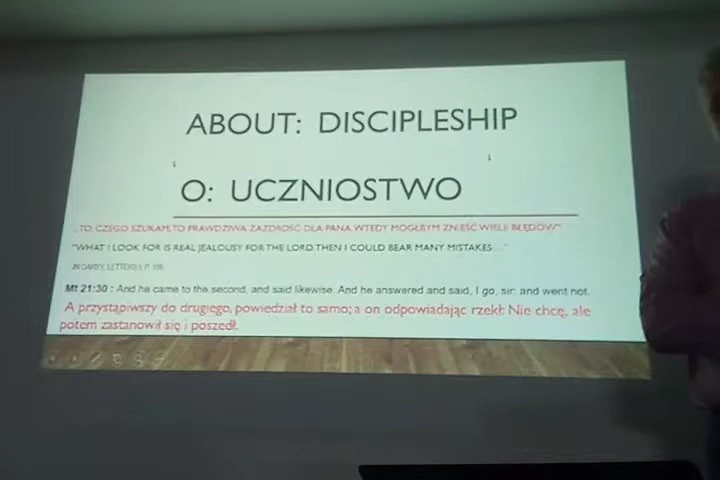 ABOUT: DISCIPLESHIP
O: UCZNIOSTWO
„TO, CZEGO SZUKAM, TO PRAWDZIWA ZAZDROŚĆ DLA PANA. WTEDY MÓGŁBYM ZNIEŚĆ WIELE BŁĘDÓW”
"WHAT I LOOK FOR IS REAL JEALOUSY FOR THE LORD. THEN I COULD BEAR MANY MISTAKES..."
DARBY, LETTERS
Mt 21:30 : And he came to the second, and said likewise. And he answered and said, I go, sir: and went not.
A przystąpiwszy do drugiego, powiedział to samo; a on odpowiadając rzekł: Nie chcę, ale
potem zastanowił się i poszedł.